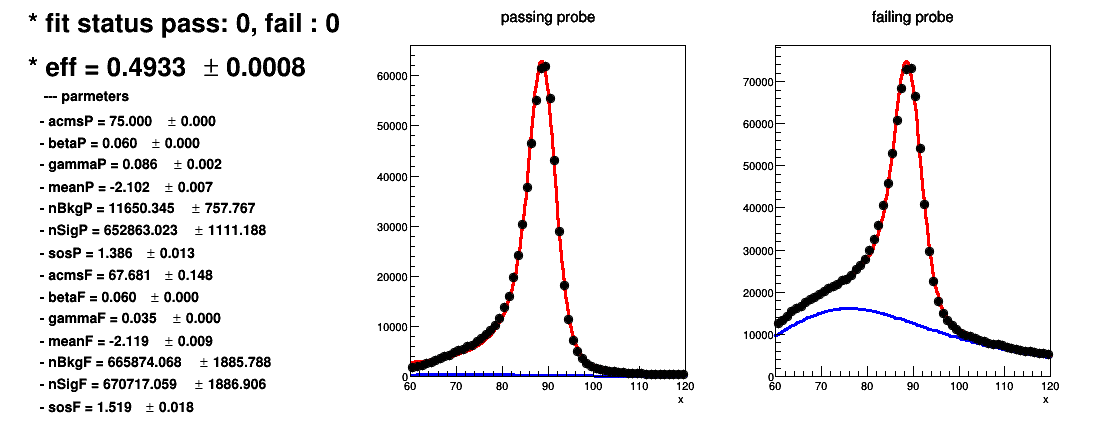 * fit status pass: 0, fail : 0
* eff = 0.4933 ± 0.0008
--- parmeters
- acmsP = 75.000 ± 0.000
- betaP = 0.060 ± 0.000
- gammaP = 0.086 ± 0.002
- meanP = -2.102 ± 0.007
- nBkgP = 11650.345 ± 757.767
- nSigP = 652863.023 ± 1111.188
- sosP = 1.386 ± 0.013
- acmsF = 67.681 ± 0.148
- betaF = 0.060 ± 0.000
- gammaF = 0.035 ± 0.000
- meanF = -2.119 ± 0.009
- nBkgF = 665874.068 ± 1885.788
- nSigF = 670717.059 ± 1886.906
- sosF = 1.519 ± 0.018
passing probe
60000
50000
40000
30000
20000
10000
0
60 70 80 90 100 110 120
x
failing probe
70000
60000
50000
40000
30000
20000
10000
0
60 70 80 90 100 110 120
x